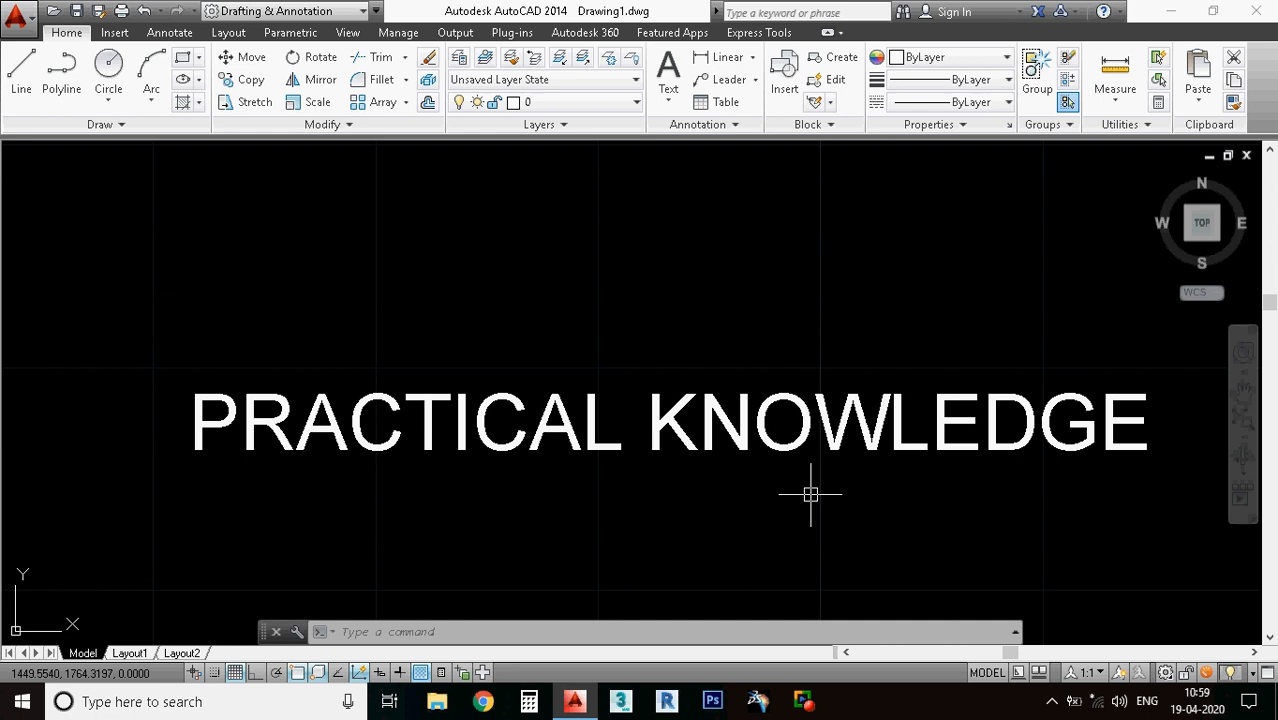 Drafting & Annotation
Autodesk AutoCAD 2014 Drawing1.dwg
Type a keyword or phrase
Sign In
Home Insert Annotate Layout Parametric View Manage Output Plug-ins Autodesk 360 Featured Apps Express Tools
Line Polyline Circle Arc
Move Rotate Trim
Copy Mirror Fillet
Stretch Scale Array
Unsaved Layer State
0
Text
Linear
Leader
Table
Insert
Create
Edit
ByLayer
ByLayer
ByLayer
Group
Measure
Paste
Draw Modify Layers Annotation Block Properties Groups Utilities Clipboard
N
W TOP E
S
WCS
PRACTICAL KNOWLEDGE
Y
X
Type a command
Model Layout1 Layout2
1449.5540, 1764.3197, 0.0000
MODEL
1:1
Type here to search
3
R
Ps
ENG
10:59
19-04-2020